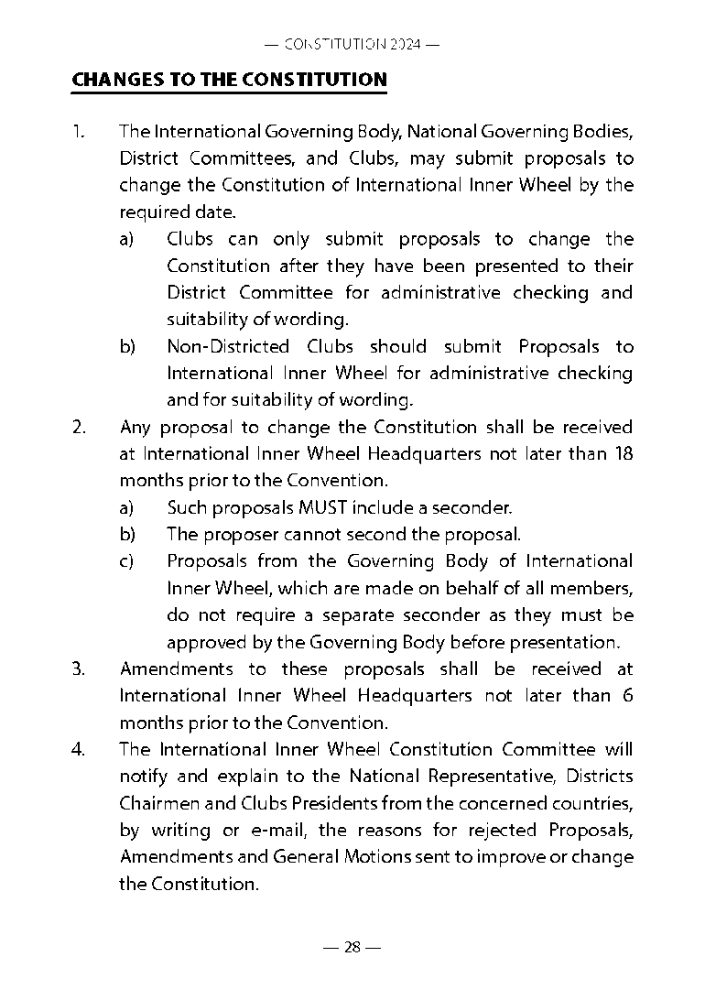 — CONSTITUTION 2024 —
CHANGES TO THE CONSTITUTION
1. The International Governing Body, National Governing Bodies,
District Committees, and Clubs, may submit proposals to
change the Constitution of International Inner Wheel by the
required date.
a) Clubs can only submit proposals to change the
Constitution after they have been presented to their
District Committee for administrative checking and
suitability of wording.
b) Non-Districted Clubs should submit Proposals to
International Inner Wheel for administrative checking
and for suitability of wording.
2. Any proposal to change the Constitution shall be received
at International Inner Wheel Headquarters not later than 18
months prior to the Convention.
a) Such proposals MUST include a seconder.
b) The proposer cannot second the proposal.
c) Proposals from the Governing Body of International
Inner Wheel, which are made on behalf of all members,
do not require a separate seconder as they must be
approved by the Governing Body before presentation.
3. Amendments to these proposals shall be received at
International Inner Wheel Headquarters not later than 6
months prior to the Convention.
4. The International Inner Wheel Constitution Committee will
notify and explain to the National Representative, Districts
Chairmen and Clubs Presidents from the concerned countries,
by writing or e-mail, the reasons for rejected Proposals,
Amendments and General Motions sent to improve or change
the Constitution.
— 28 —